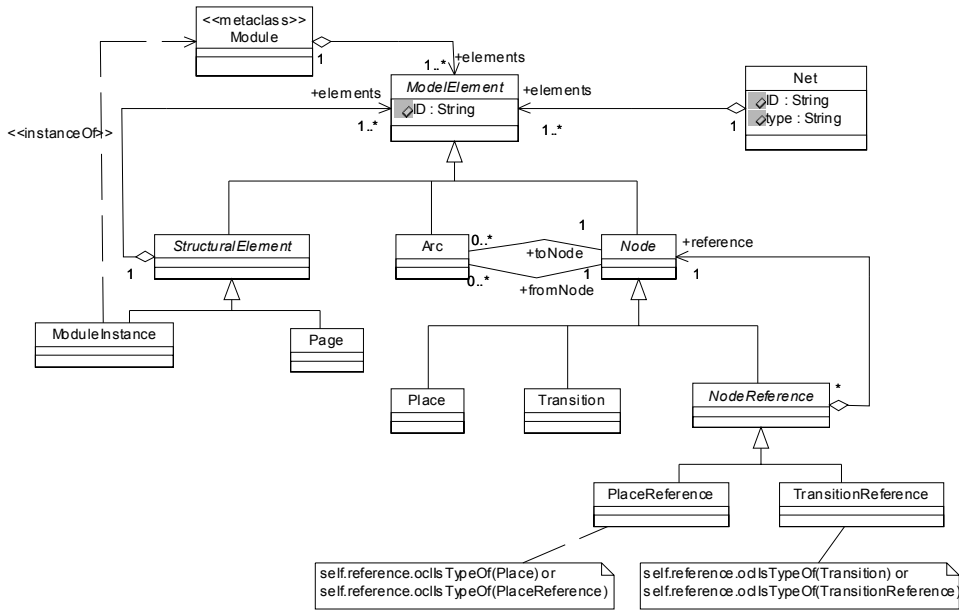 <<metaclass>>
Module
1
+elements
1..*
ModelElement
ID : String
+elements
1..*
+elements
1..*
Net
ID : String
type : String
1
<<instanceOf>>
StructuralElement
1
Arc
0..*
1
+toNode
0..*
1
+fromNode
Node
+reference
1
ModuleInstance
Page
Place
Transition
NodeReference
*
PlaceReference
TransitionReference
self.reference.oclIsTypeOf(Place) or
self.reference.oclIsTypeOf(PlaceReference)
self.reference.oclIsTypeOf(Transition) or
self.reference.oclIsTypeOf(TransitionReference)